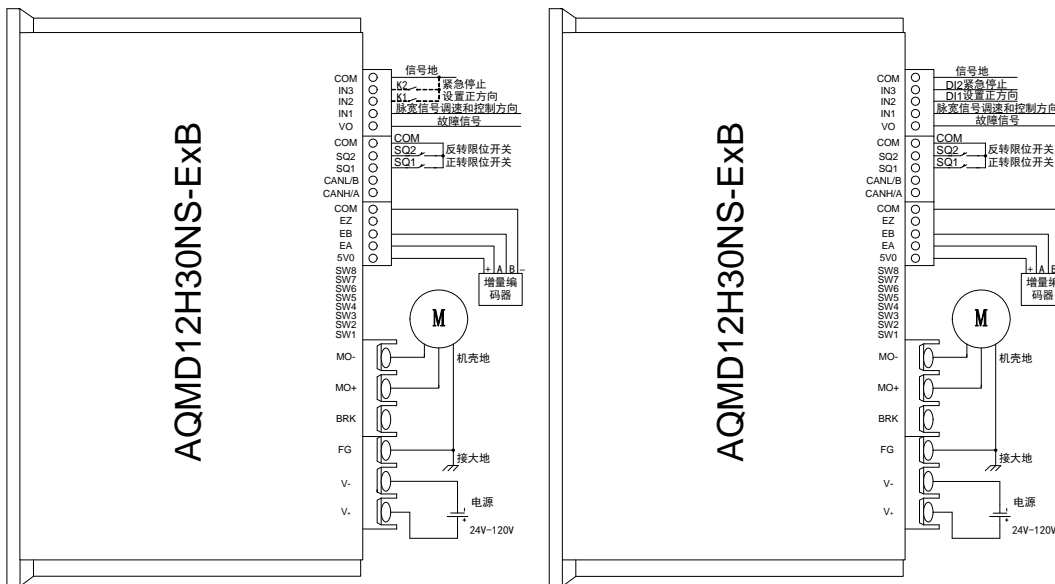 AQMD12H30NS-ExB
COM
IN3
IN2
IN1
VO
COM
SQ2
SQ1
CANL/B
CANH/A
COM
EZ
EB
EA
5V0
SW8
SW7
SW6
SW5
SW4
SW3
SW2
SW1
MO-
MO+
BRK
FG
V-
V+
信号地
K2 紧急停止
K1 设置正方向
脉宽信号调速和控制方向
故障信号
COM
SQ2 反转限位开关
SQ1 正转限位开关
+ A B -
增量编
码器
M
机壳地
接大地
电源
24V-120V
AQMD12H30NS-ExB
COM
IN3
IN2
IN1
VO
COM
SQ2
SQ1
CANL/B
CANH/A
COM
EZ
EB
EA
5V0
SW8
SW7
SW6
SW5
SW4
SW3
SW2
SW1
MO-
MO+
BRK
FG
V-
V+
信号地
DI2紧急停止
DI1设置正方向
脉宽信号调速和控制方向
故障信号
COM
SQ2 反转限位开关
SQ1 正转限位开关
+ A B
增量编
码器
M
机壳地
接大地
电源
24V-120V